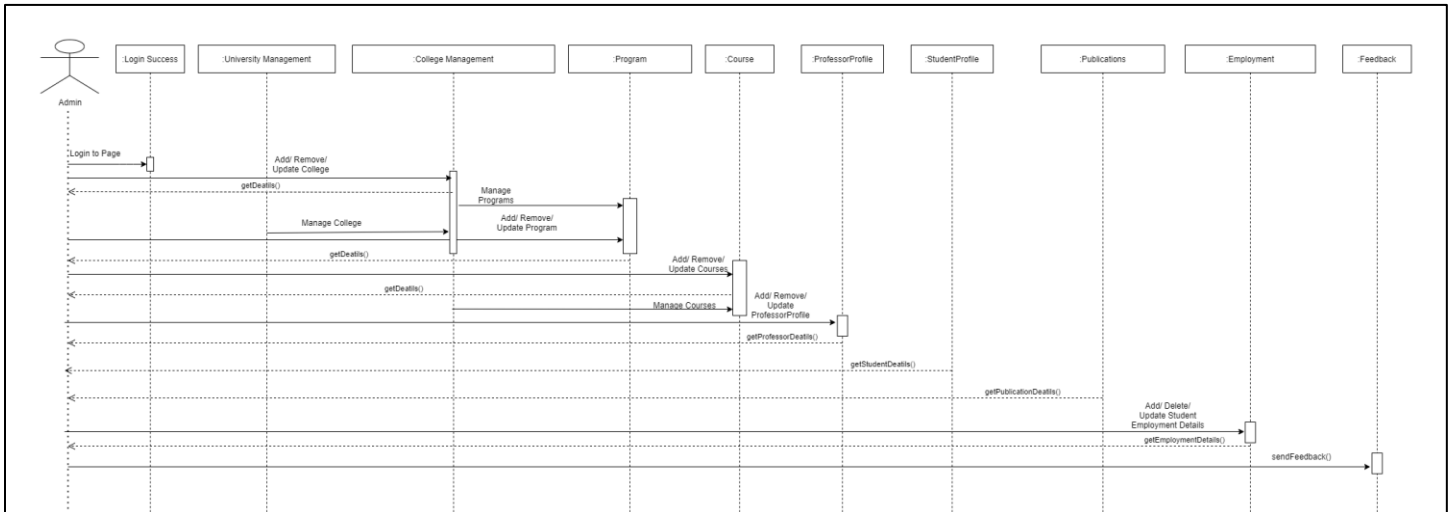 :Login Success
:University Management
:College Management
:Program
:Course
:ProfessorProfile
:StudentProfile
:Publications
:Employment
:Feedback
Admin
Login to Page
Add/ Remove/
Update College
getDeatils()
Manage
Programs
Manage College
Add/ Remove/
Update Program
getDeatils()
Add/ Remove/
Update Courses
getDeatils()
Manage Courses
Add/ Remove/
Update
ProfessorProfile
getProfessorDeatils()
getStudentDeatils()
getPublicationDeatils()
Add/ Delete/
Update Student
Employment Details
getEmploymentDetails()
sendFeedback()